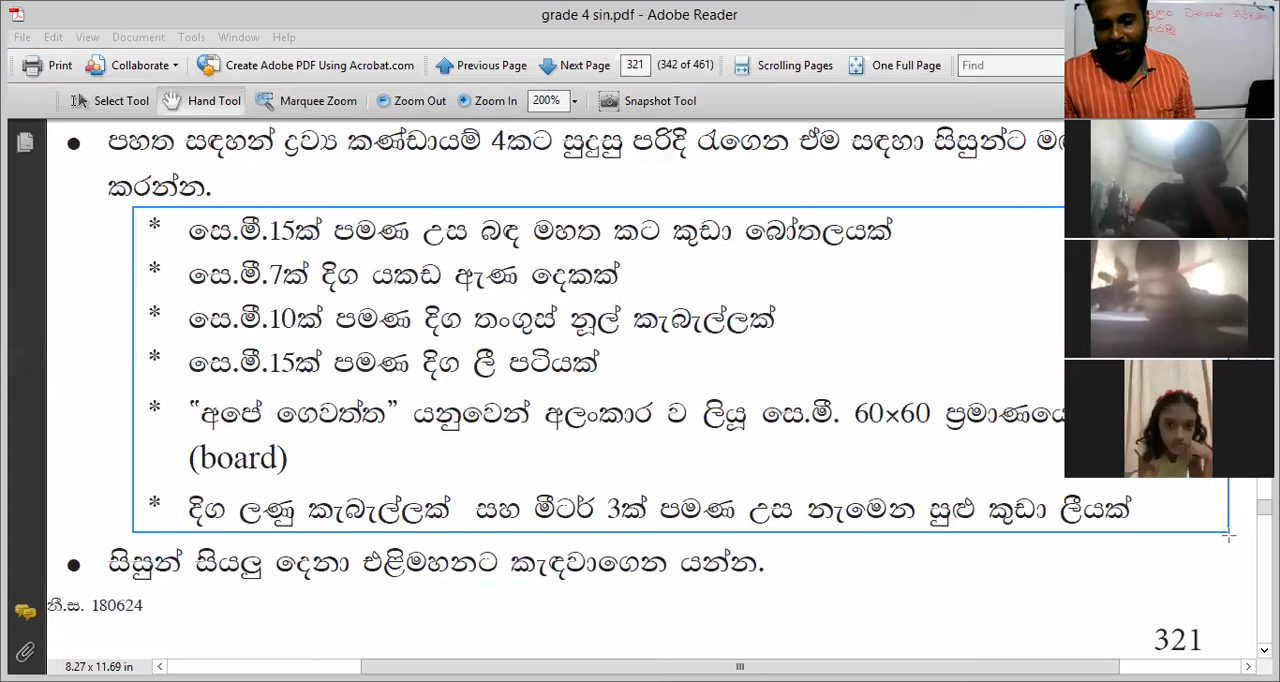 grade 4 sin.pdf - Adobe Reader
File Edit View Document Tools Window Help
Print Collaborate Create Adobe PDF Using Acrobat.com Previous Page Next Page 321 (342 of 461) Scrolling Pages One Full Page Find
Select Tool Hand Tool Marquee Zoom Zoom Out Zoom In 200% Snapshot Tool
● පහත සඳහන් ද්‍රව්‍ය කණ්ඩායම් 4කට සුදුසු පරිදි රැගෙන ඒම සඳහා සිසුන්ට
කරන්න.
* සෙ.මී.15ක් පමණ උස බඳ මහත කට කුඩා බෝතලයක්
* සෙ.මී.7ක් දිග යකඩ ඇණ දෙකක්
* සෙ.මී.10ක් පමණ දිග තංගුස් නූල් කැබැල්ලක්
* සෙ.මී.15ක් පමණ දිග ලී පටියක්
* “අපේ ගෙවත්ත” යනුවෙන් අලංකාර ව ලියූ සෙ.මී. 60×60
(board)
* දිග ලණු කැබැල්ලක් සහ මීටර් 3ක් පමණ උස නැමෙන සුළු කුඩා ලීයක්
● සිසුන් සියලු දෙනා එළිමහනට කැඳවාගෙන යන්න.
නී.ස. 180624
321
8.27 x 11.69 in